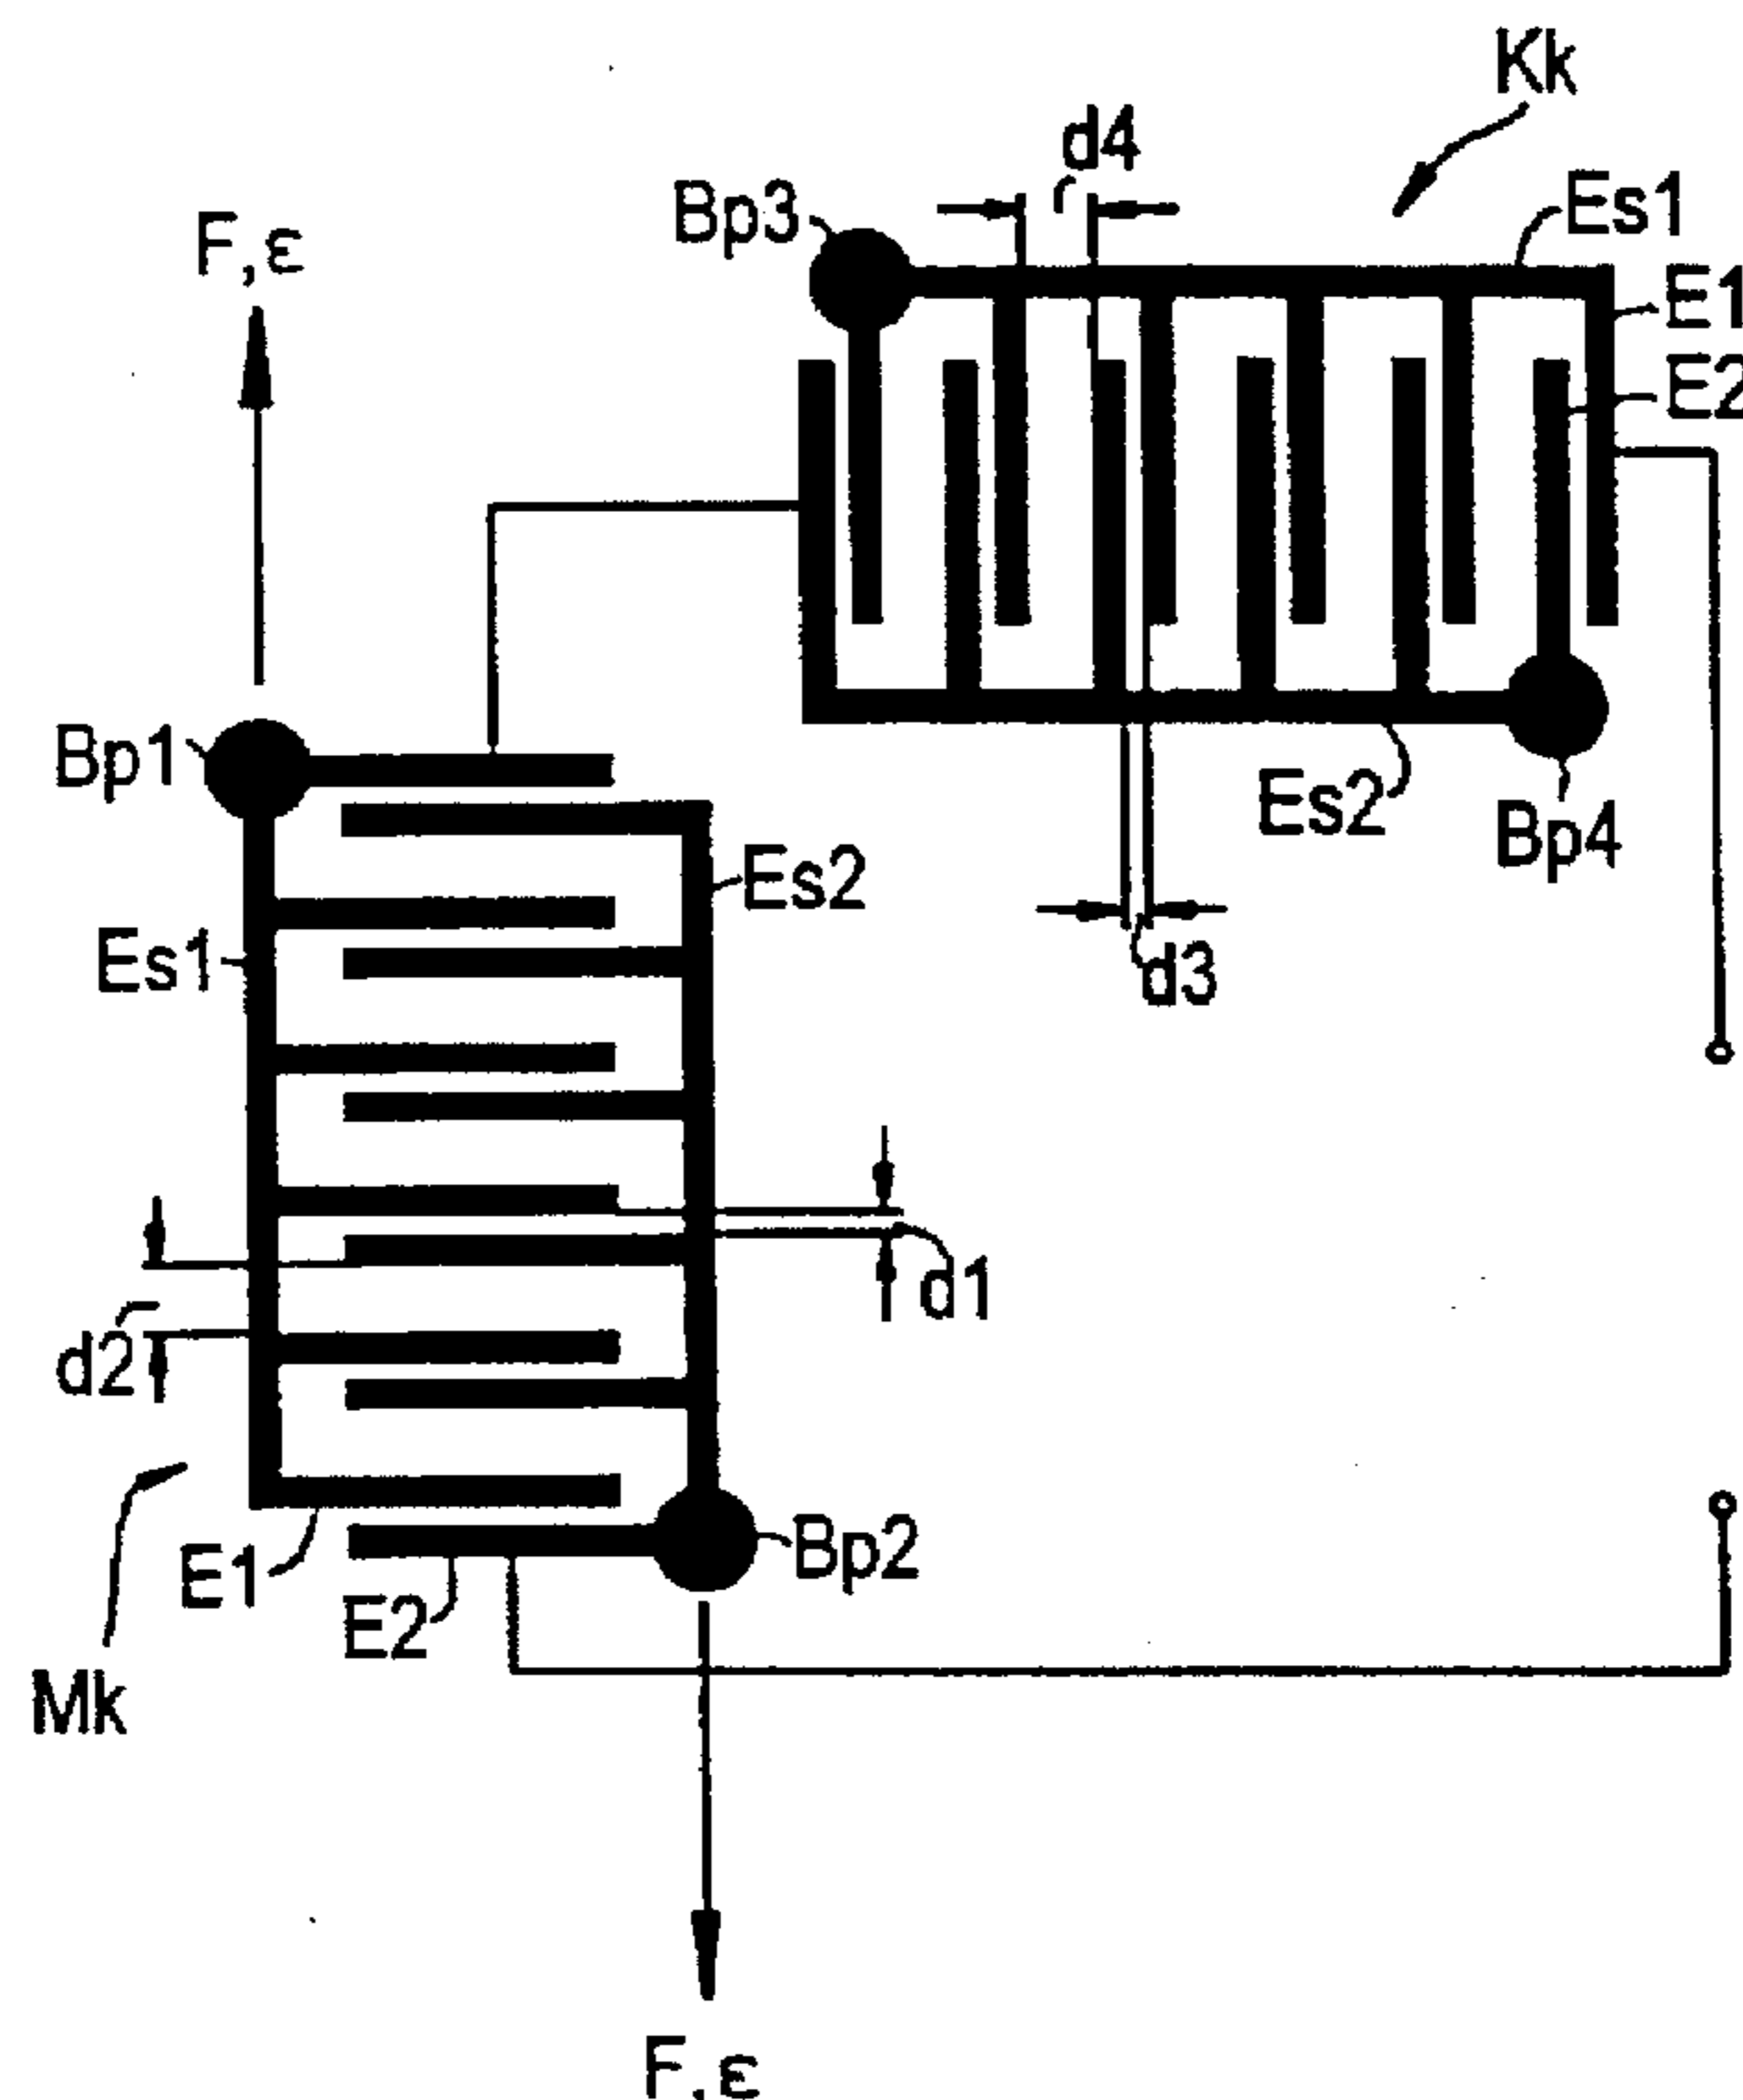 Kk
d4
Es1
Bp3
F,ε
E1
E2
Bp1
Es2
Bp4
Es2
Es1
d3
d1
d2
Bp2
E1
E2
Mk
F,ε